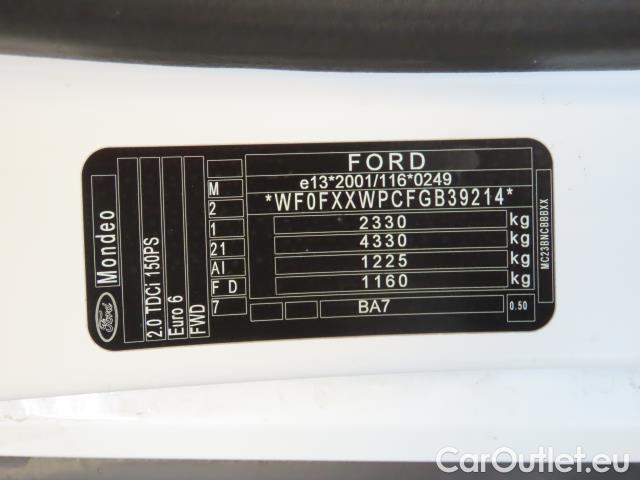 FORD
e13*2001/116*0249
*WF0FXXWPCFGB39214*
2330 kg
4330 kg
1225 kg
1160 kg
BA7
0.50
MC23BNCBBBXX
M
2
1
21
AI
F D
7
Ford
Mondeo
2.0 TDCi 150PS
Euro 6
FWD
CarOutlet.eu